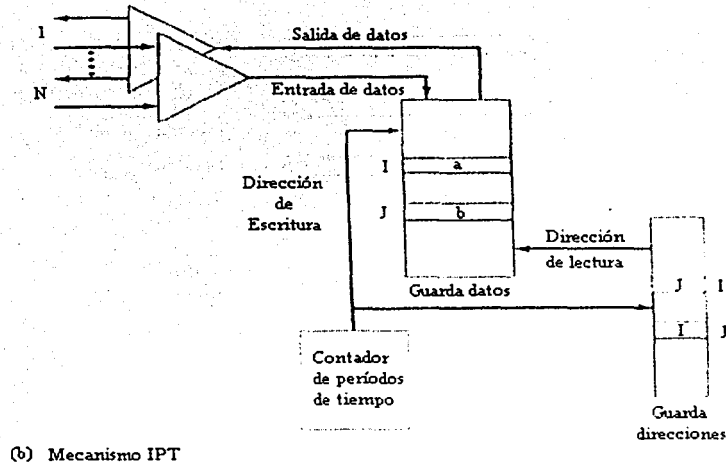 1
N
Salida de datos
Entrada de datos
Dirección
de
Escritura
I
a
J
b
Guarda datos
Dirección
de lectura
J I
I J
Contador
de períodos
de tiempo
Guarda
direcciones
(b) Mecanismo IPT